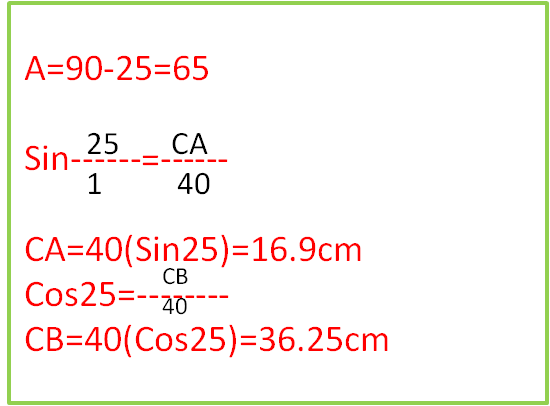 A=90-25=65
25 CA
Sin------=------
1 40
CA=40(Sin25)=16.9cm
CB
Cos25=--------
40
CB=40(Cos25)=36.25cm